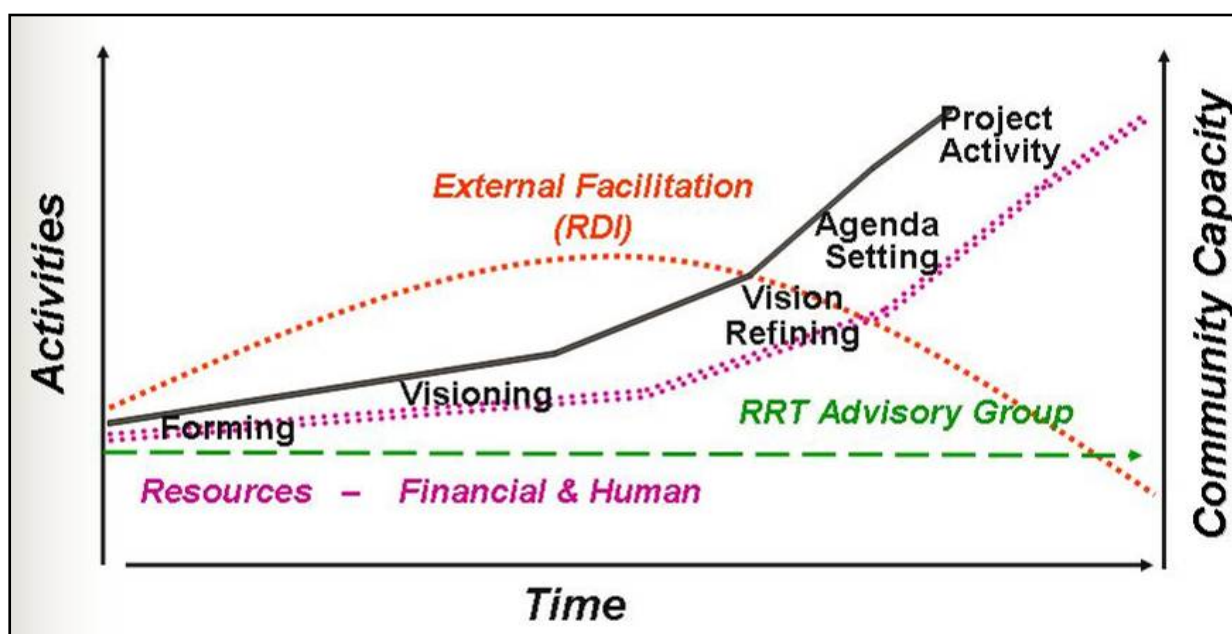 Project
Activity
External Facilitation
(RDI)
Agenda
Setting
Activities
Community Capacity
Vision
Refining
Visioning
RRT Advisory Group
Forming
Resources – Financial & Human
Time